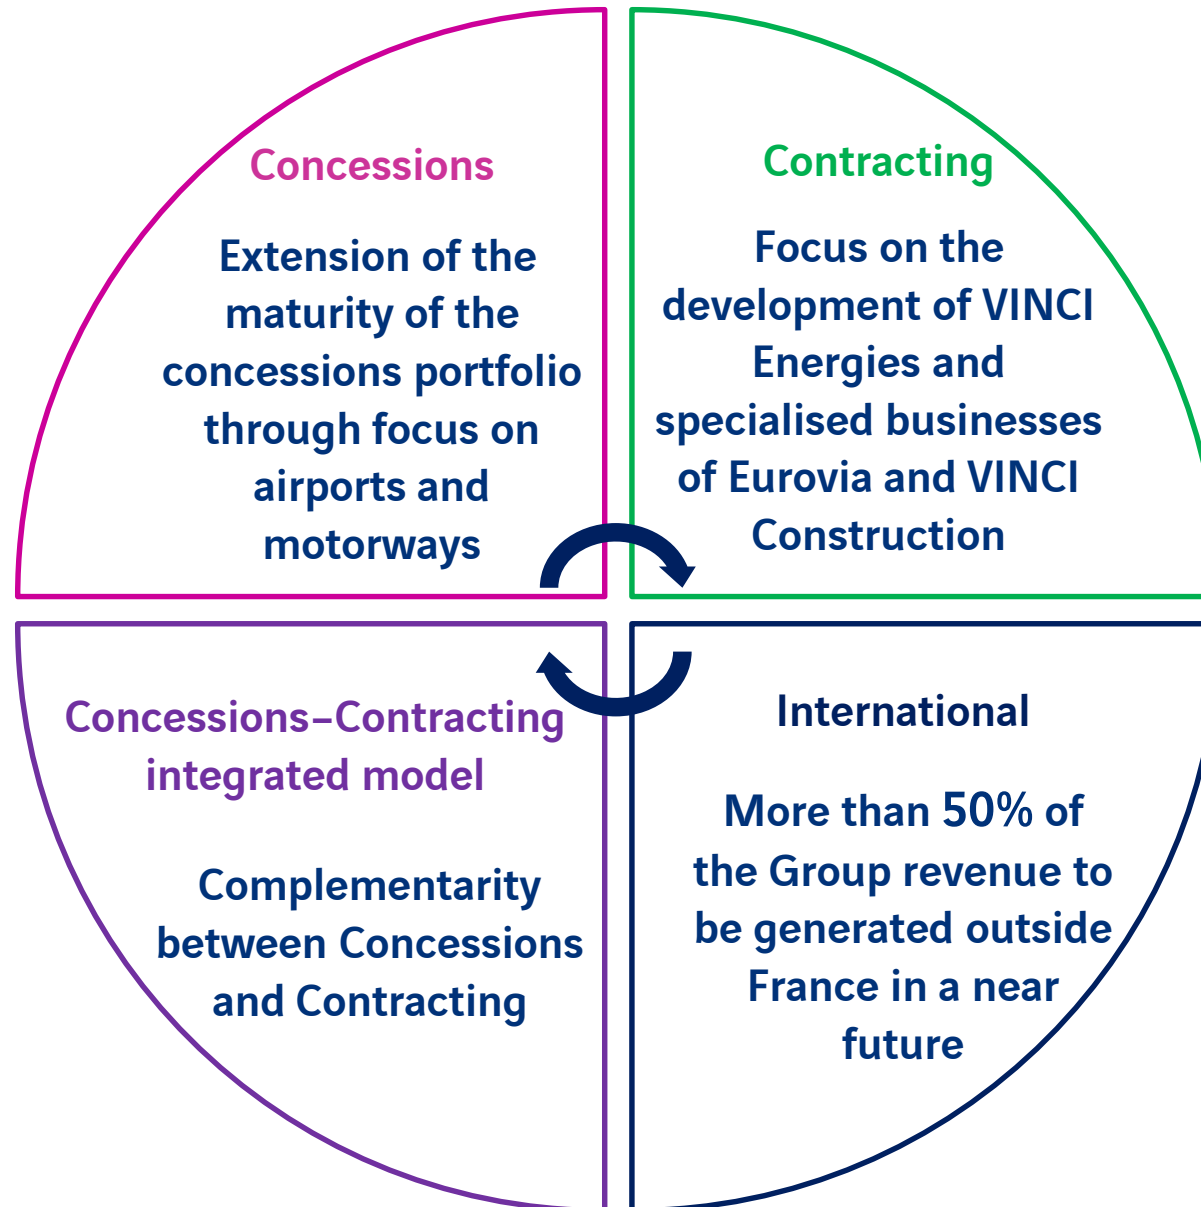 Concessions
Extension of the
maturity of the
concessions portfolio
through focus on
airports and
motorways
Contracting
Focus on the
development of VINCI
Energies and
specialised businesses
of Eurovia and VINCI
Construction
Concessions–Contracting
integrated model
Complementarity
between Concessions
and Contracting
International
More than 50% of
the Group revenue to
be generated outside
France in a near
future